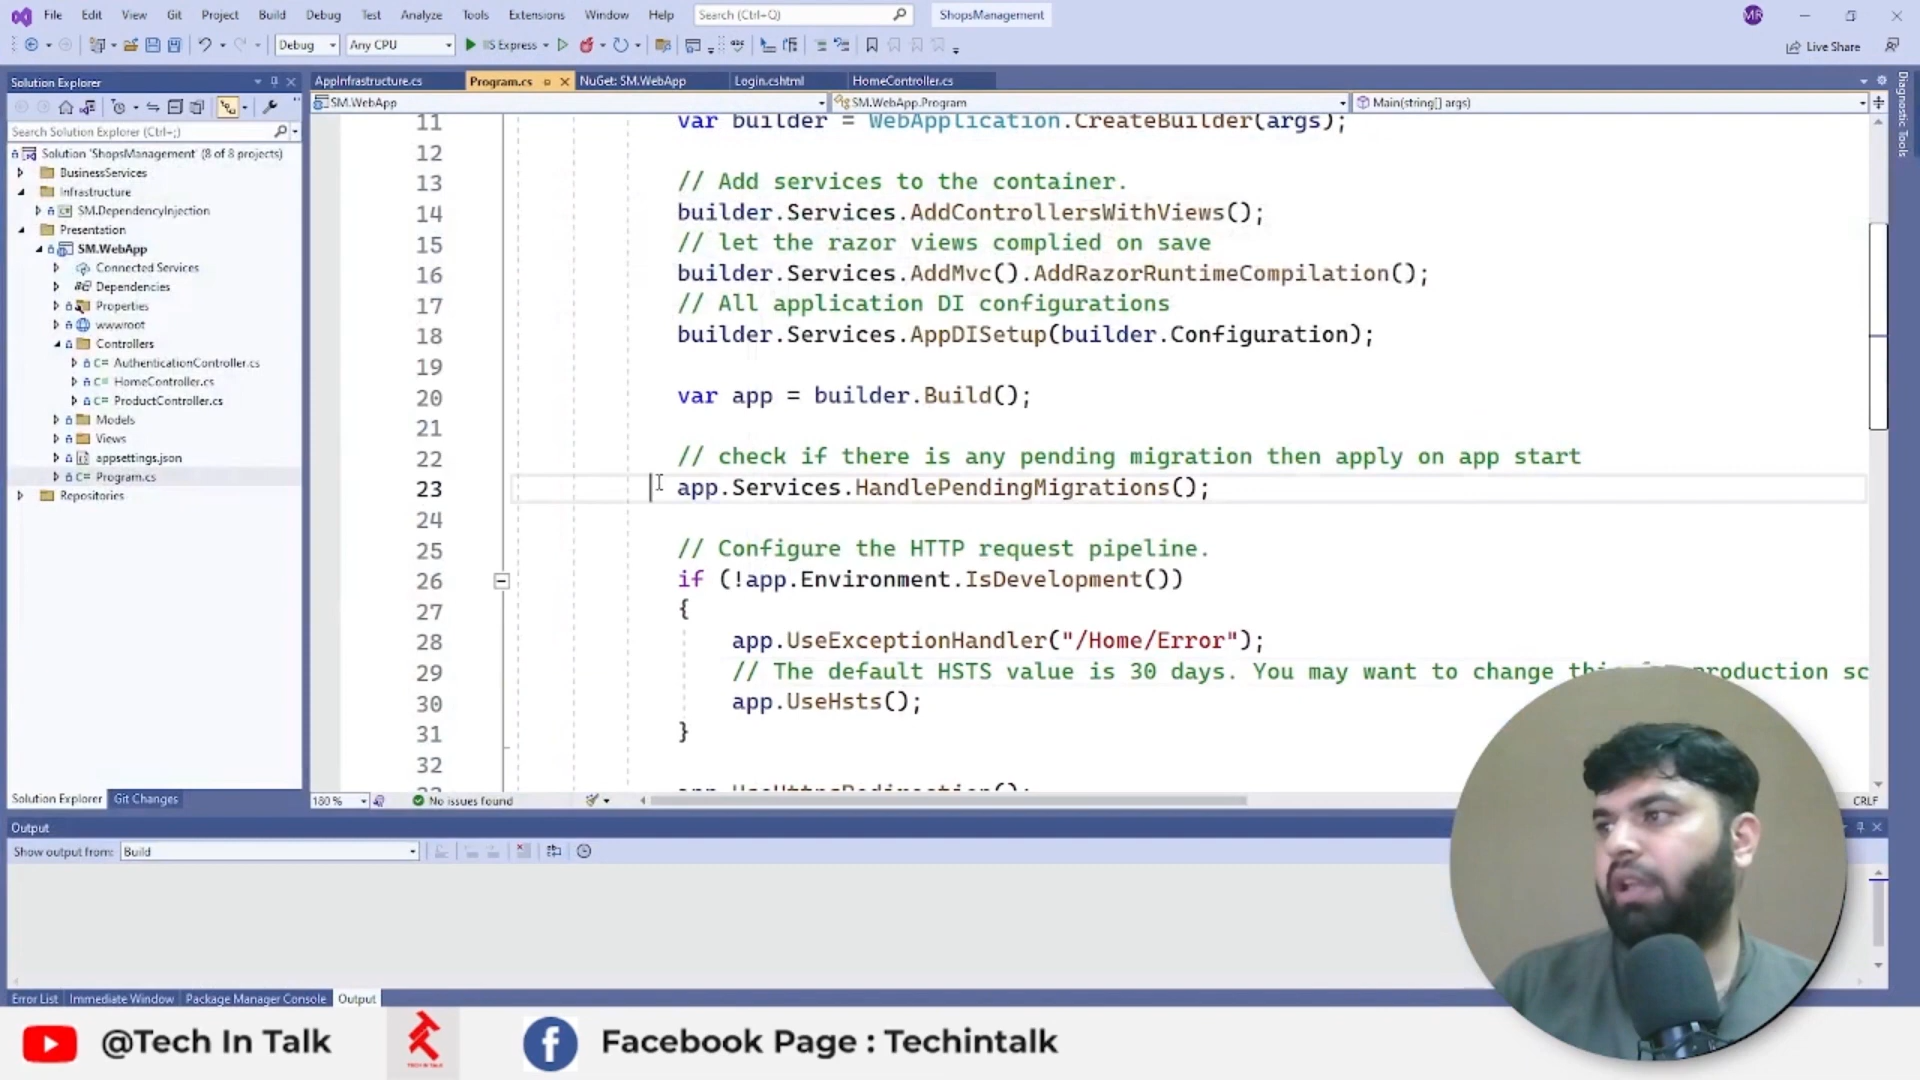 File Edit View Git Project Build Debug Test Analyze Tools Extensions Window Help Search (Ctrl+Q) ShopsManagement MR
Debug Any CPU IIS Express Live Share
Solution Explorer
AppInfrastructure.cs Program.cs NuGet: SM.WebApp Login.cshtml HomeController.cs
SM.WebApp SM.WebApp.Program Main(string[] args)
Diagnostic Tools
Search Solution Explorer (Ctrl+;)
Solution 'ShopsManagement' (8 of 8 projects)
BusinessServices
Infrastructure
SM.DependencyInjection
Presentation
SM.WebApp
Connected Services
Dependencies
Properties
wwwroot
Controllers
C# AuthenticationController.cs
C# HomeController.cs
C# ProductController.cs
Models
Views
appsettings.json
C# Program.cs
Repositories
Solution Explorer Git Changes
11 var builder = WebApplication.CreateBuilder(args);
12
13 // Add services to the container.
14 builder.Services.AddControllersWithViews();
15 // let the razor views complied on save
16 builder.Services.AddMvc().AddRazorRuntimeCompilation();
17 // All application DI configurations
18 builder.Services.AppDISetup(builder.Configuration);
19
20 var app = builder.Build();
21
22 // check if there is any pending migration then apply on app start
23 app.Services.HandlePendingMigrations();
24
25 // Configure the HTTP request pipeline.
26 if (!app.Environment.IsDevelopment())
27 {
28 app.UseExceptionHandler("/Home/Error");
29 // The default HSTS value is 30 days. You may want to change production sc
30 app.UseHsts();
31 }
32
app.UseHttpsRedirection();
180 % No issues found CRLF
Output
Show output from: Build
Error List Immediate Window Package Manager Console Output
@Tech In Talk TECH IN TALK Facebook Page : Techintalk